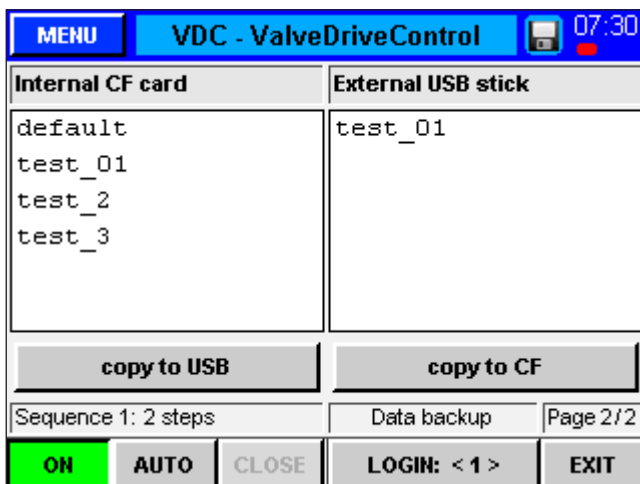 MENU VDC - ValveDriveControl 07:30
Internal CF card External USB stick
default test_01
test_01
test_2
test_3
copy to USB copy to CF
Sequence 1: 2 steps Data backup Page 2/2
ON AUTO CLOSE LOGIN: < 1 > EXIT